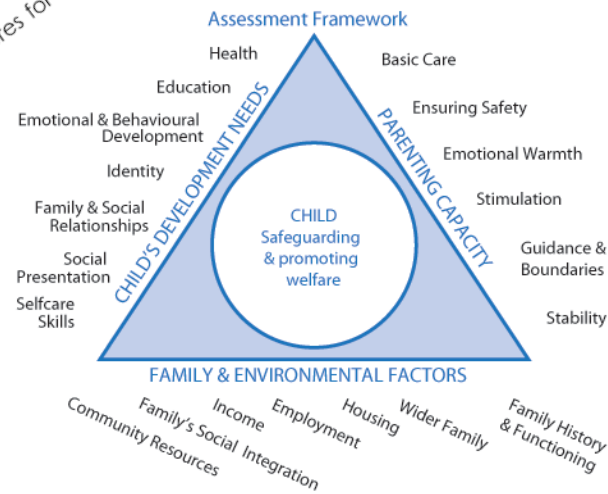 res for
Assessment Framework
Health
Education
Emotional & Behavioural
Development
Identity
Family & Social
Relationships
Social
Presentation
Selfcare
Skills
CHILD'S DEVELOPMENT NEEDS
CHILD
Safeguarding
& promoting
welfare
PARENTING CAPACITY
Basic Care
Ensuring Safety
Emotional Warmth
Stimulation
Guidance &
Boundaries
Stability
FAMILY & ENVIRONMENTAL FACTORS
Community Resources
Family's Social Integration
Income
Employment
Housing
Wider Family
Family History
& Functioning